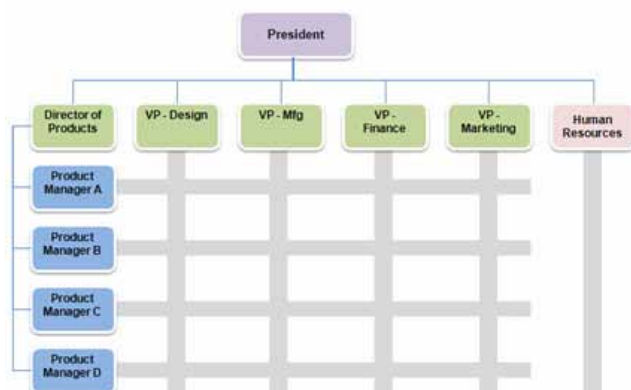 President
Director of
Products
VP - Design
VP - Mfg
VP -
Finance
VP -
Marketing
Human
Resources
Product
Manager A
Product
Manager B
Product
Manager C
Product
Manager D